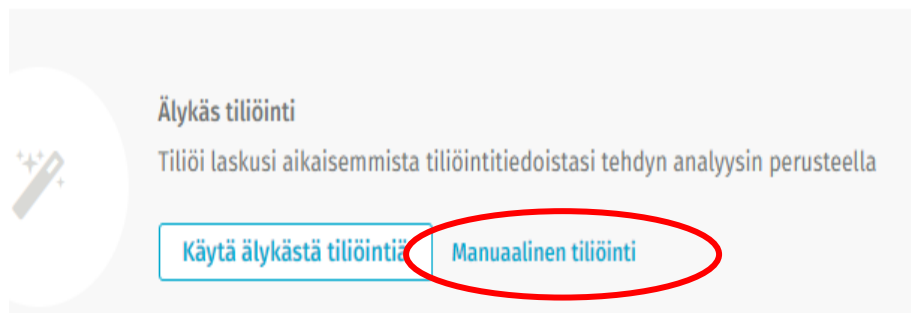 Älykäs tiliöinti
Tiliöi laskusi aikaisemmista tiliöintitiedoistasi tehdyn analyysin perusteella
Käytä älykästä tiliöintiä Manuaalinen tiliöinti